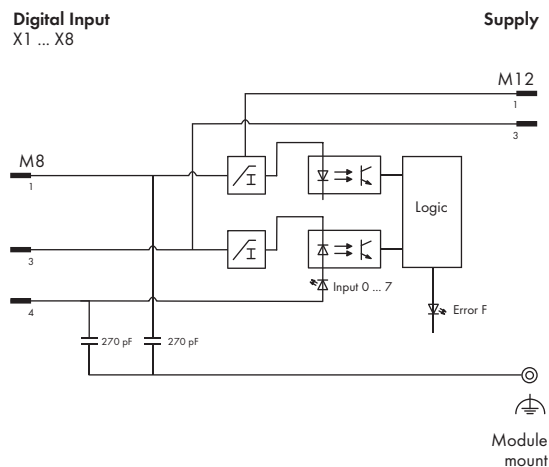 Digital Input
X1 ... X8
Supply
M12
1
3
M8
1
I
Logic
3
I
4
Input 0 ... 7
Error F
270 pF
270 pF
Module
mount